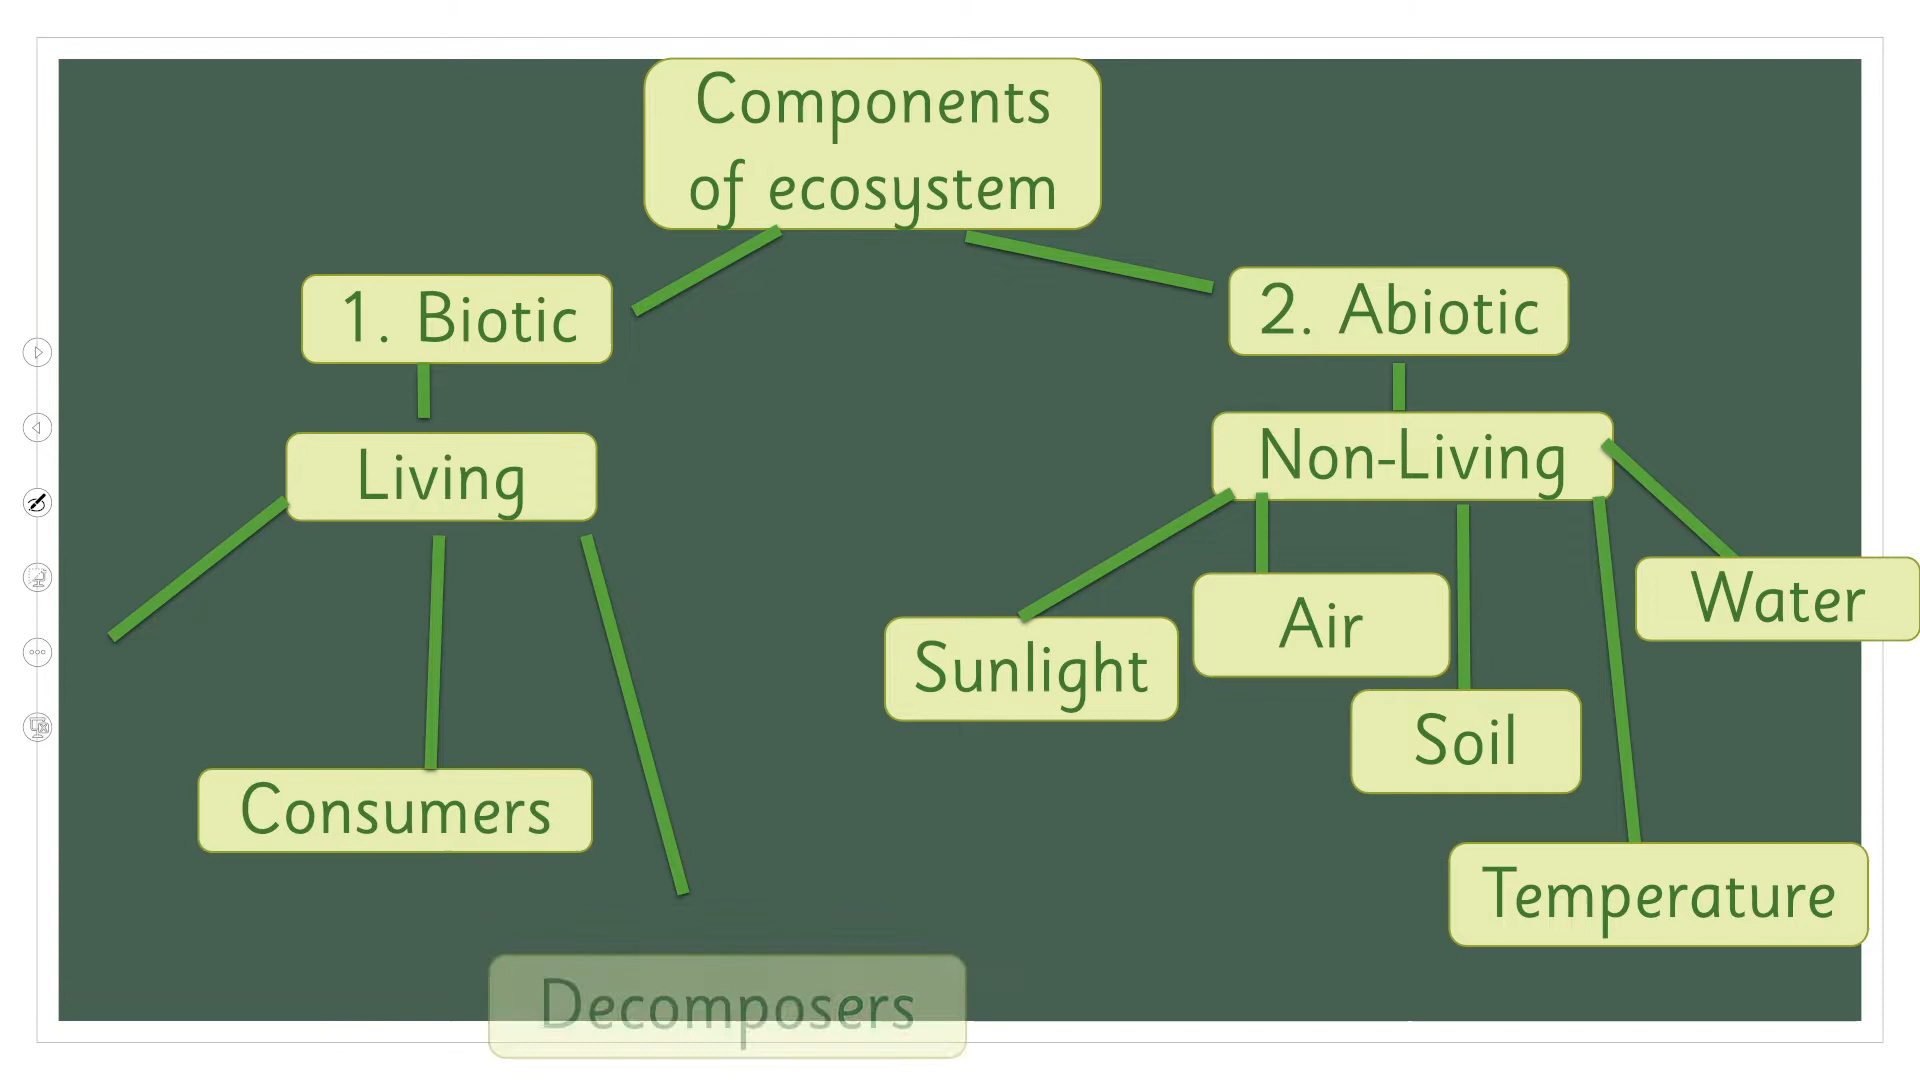 Components
of ecosystem
1. Biotic
2. Abiotic
Living
Non-Living
Sunlight
Air
Water
Soil
Consumers
Temperature
Decomposers